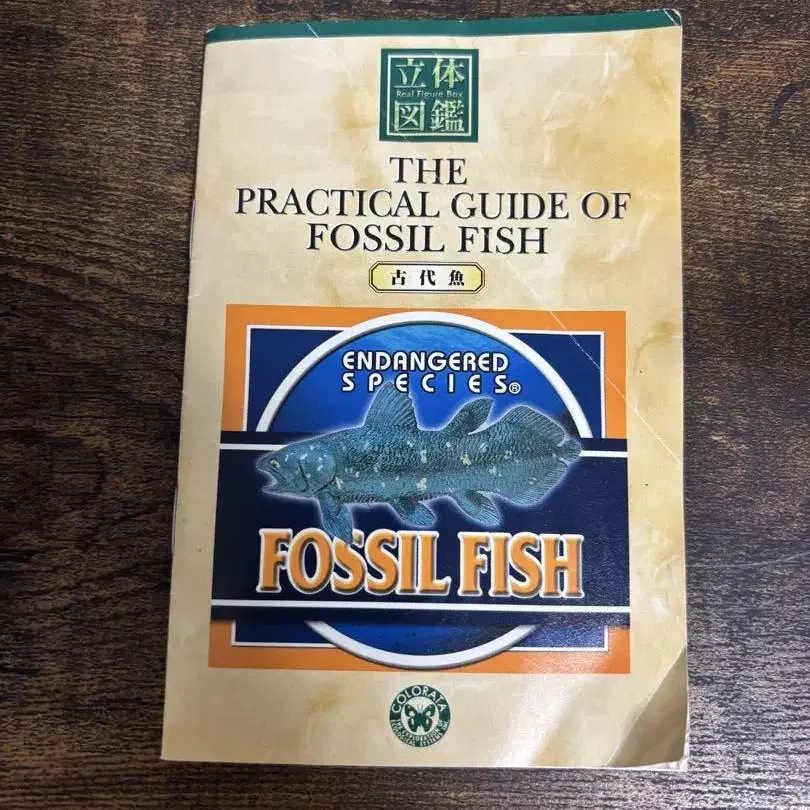 立体
Real Figure Box
図鑑
THE
PRACTICAL GUIDE OF
FOSSIL FISH
古代魚
ENDANGERED
SPECIES®
FOSSIL FISH
COLORATA